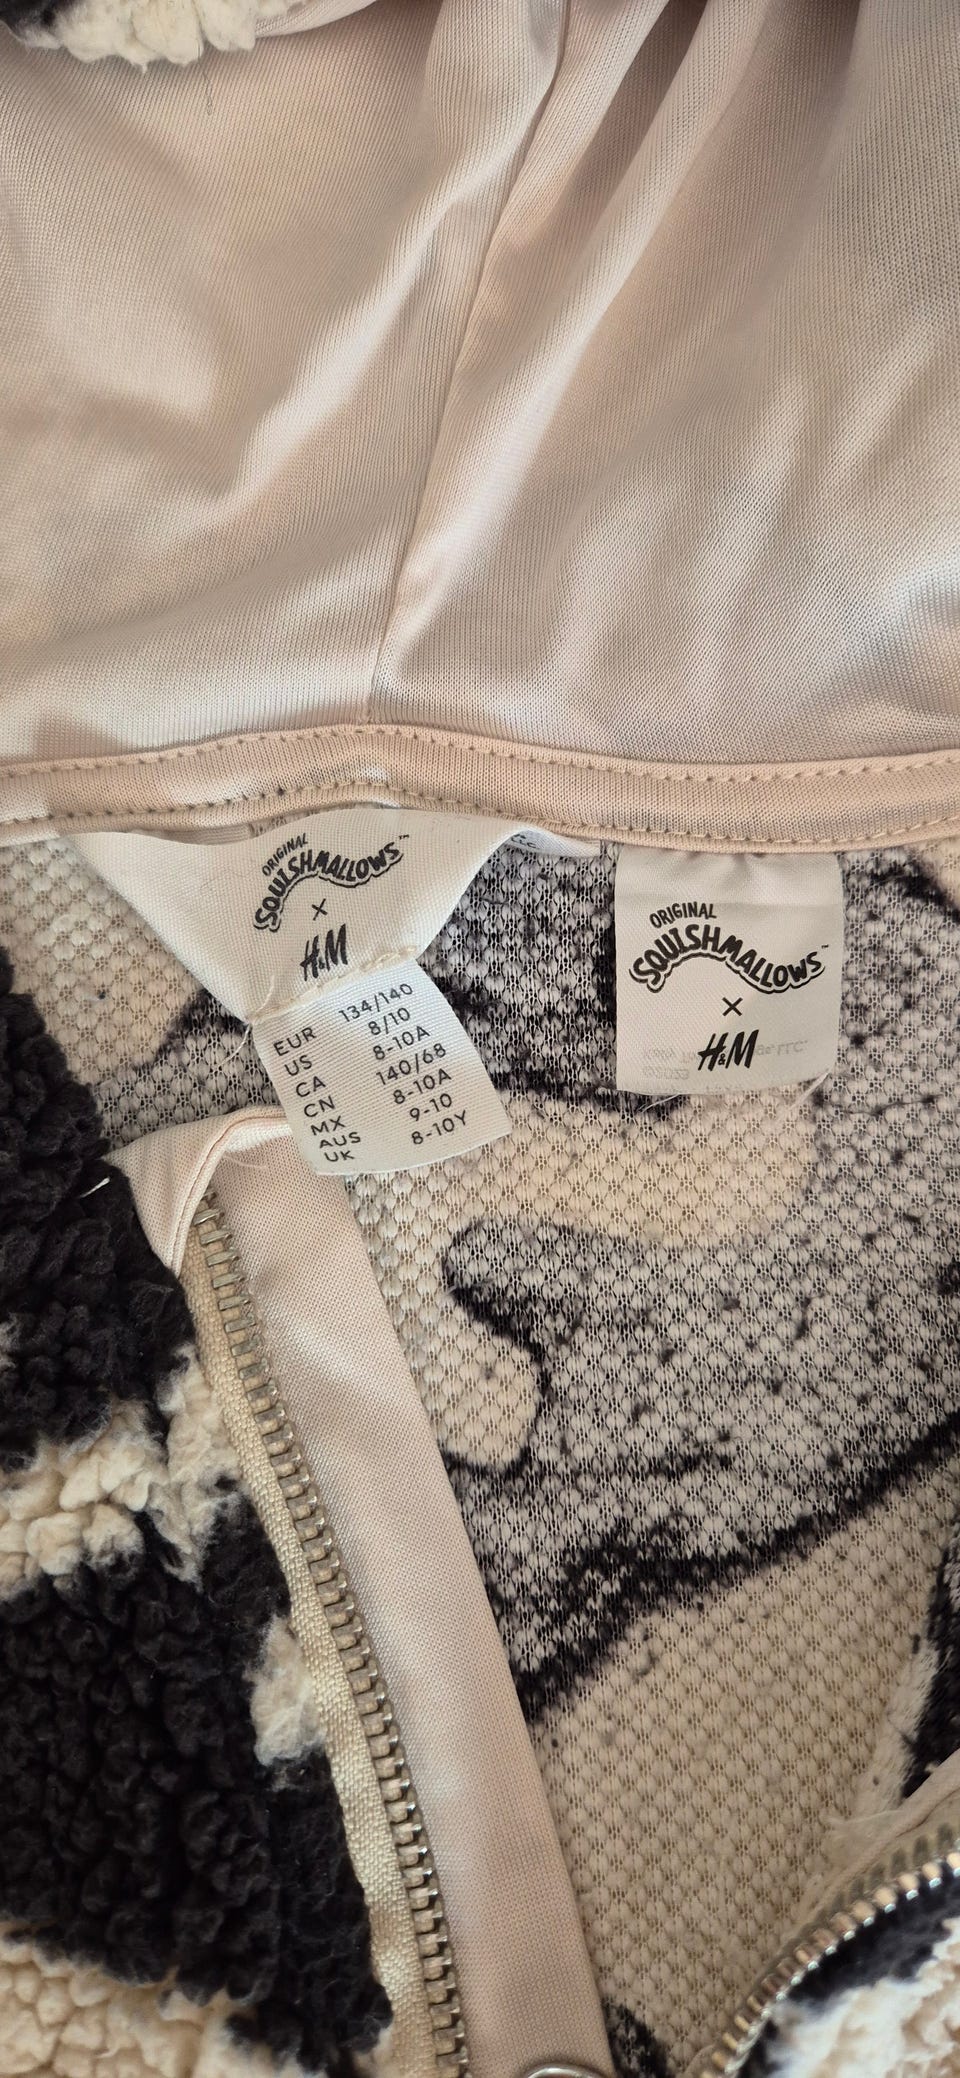 ORIGINAL
SQUISHMALLOWS™
×
H&M
EUR 134/140
US 8/10
CA 8-10A
CN 140/68
MX 8-10A
AUS 9-10
UK 8-10Y
LLC
ORIGINAL
SQUISHMALLOWS™
×
H&M